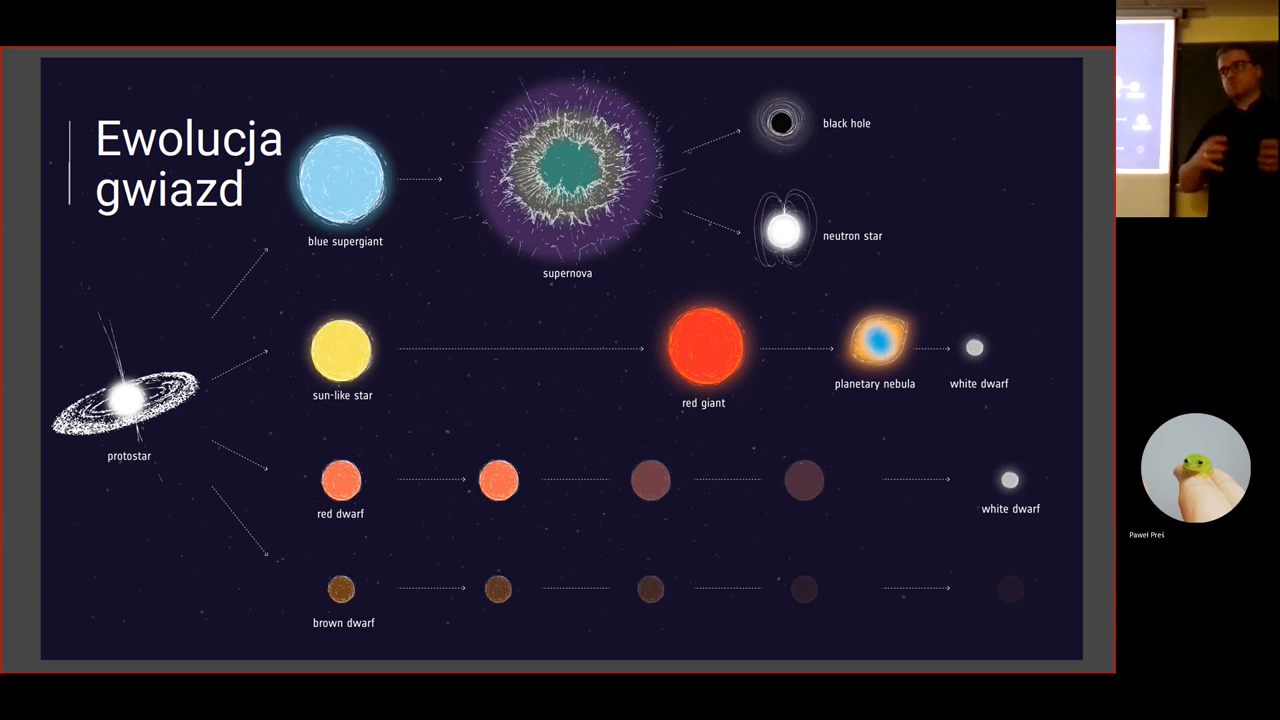 Ewolucja
gwiazd
blue supergiant
supernova
black hole
neutron star
protostar
sun-like star
red giant
planetary nebula
white dwarf
red dwarf
white dwarf
brown dwarf
Paweł Preś